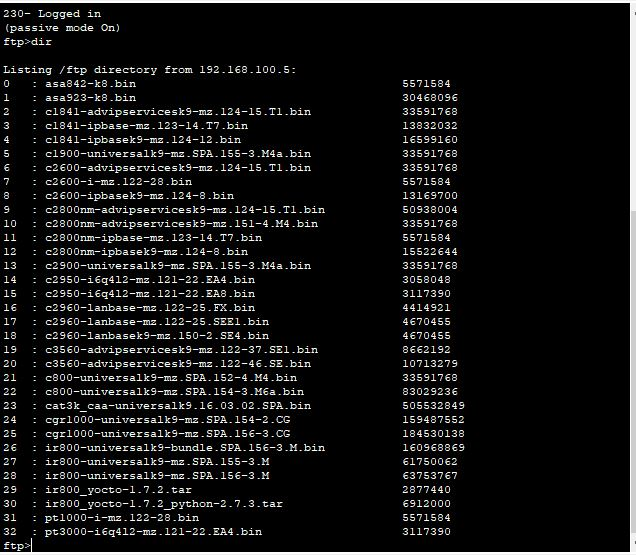 230- Logged in
(passive mode On)
ftp>dir
Listing /ftp directory from 192.168.100.5:
0 : asa842-k8.bin 5571584
1 : asa923-k8.bin 30468096
2 : c1841-advipservicesk9-mz.124-15.T1.bin 33591768
3 : c1841-ipbase-mz.123-14.T7.bin 13832032
4 : c1841-ipbasek9-mz.124-12.bin 16599160
5 : c1900-universalk9-mz.SPA.155-3.M4a.bin 33591768
6 : c2600-advipservicesk9-mz.124-15.T1.bin 33591768
7 : c2600-i-mz.122-28.bin 5571584
8 : c2600-ipbasek9-mz.124-8.bin 13169700
9 : c2800nm-advipservicesk9-mz.124-15.T1.bin 50938004
10 : c2800nm-advipservicesk9-mz.151-4.M4.bin 33591768
11 : c2800nm-ipbase-mz.123-14.T7.bin 5571584
12 : c2800nm-ipbasek9-mz.124-8.bin 15522644
13 : c2900-universalk9-mz.SPA.155-3.M4a.bin 33591768
14 : c2950-i6q4l2-mz.121-22.EA4.bin 3058048
15 : c2950-i6q4l2-mz.121-22.EA8.bin 3117390
16 : c2960-lanbase-mz.122-25.FX.bin 4414921
17 : c2960-lanbase-mz.122-25.SEE1.bin 4670455
18 : c2960-lanbasek9-mz.150-2.SE4.bin 4670455
19 : c3560-advipservicesk9-mz.122-37.SE1.bin 8662192
20 : c3560-advipservicesk9-mz.122-46.SE.bin 10713279
21 : c800-universalk9-mz.SPA.152-4.M4.bin 33591768
22 : c800-universalk9-mz.SPA.154-3.M6a.bin 83029236
23 : cat3k_caa-universalk9.16.03.02.SPA.bin 505532849
24 : cgr1000-universalk9-mz.SPA.154-2.CG 159487552
25 : cgr1000-universalk9-mz.SPA.156-3.CG 184530138
26 : ir800-universalk9-bundle.SPA.156-3.M.bin 160968869
27 : ir800-universalk9-mz.SPA.155-3.M 61750062
28 : ir800-universalk9-mz.SPA.156-3.M 63753767
29 : ir800_yocto-1.7.2.tar 2877440
30 : ir800_yocto-1.7.2_python-2.7.3.tar 6912000
31 : pt1000-i-mz.122-28.bin 5571584
32 : pt3000-i6q4l2-mz.121-22.EA4.bin 3117390
ftp>